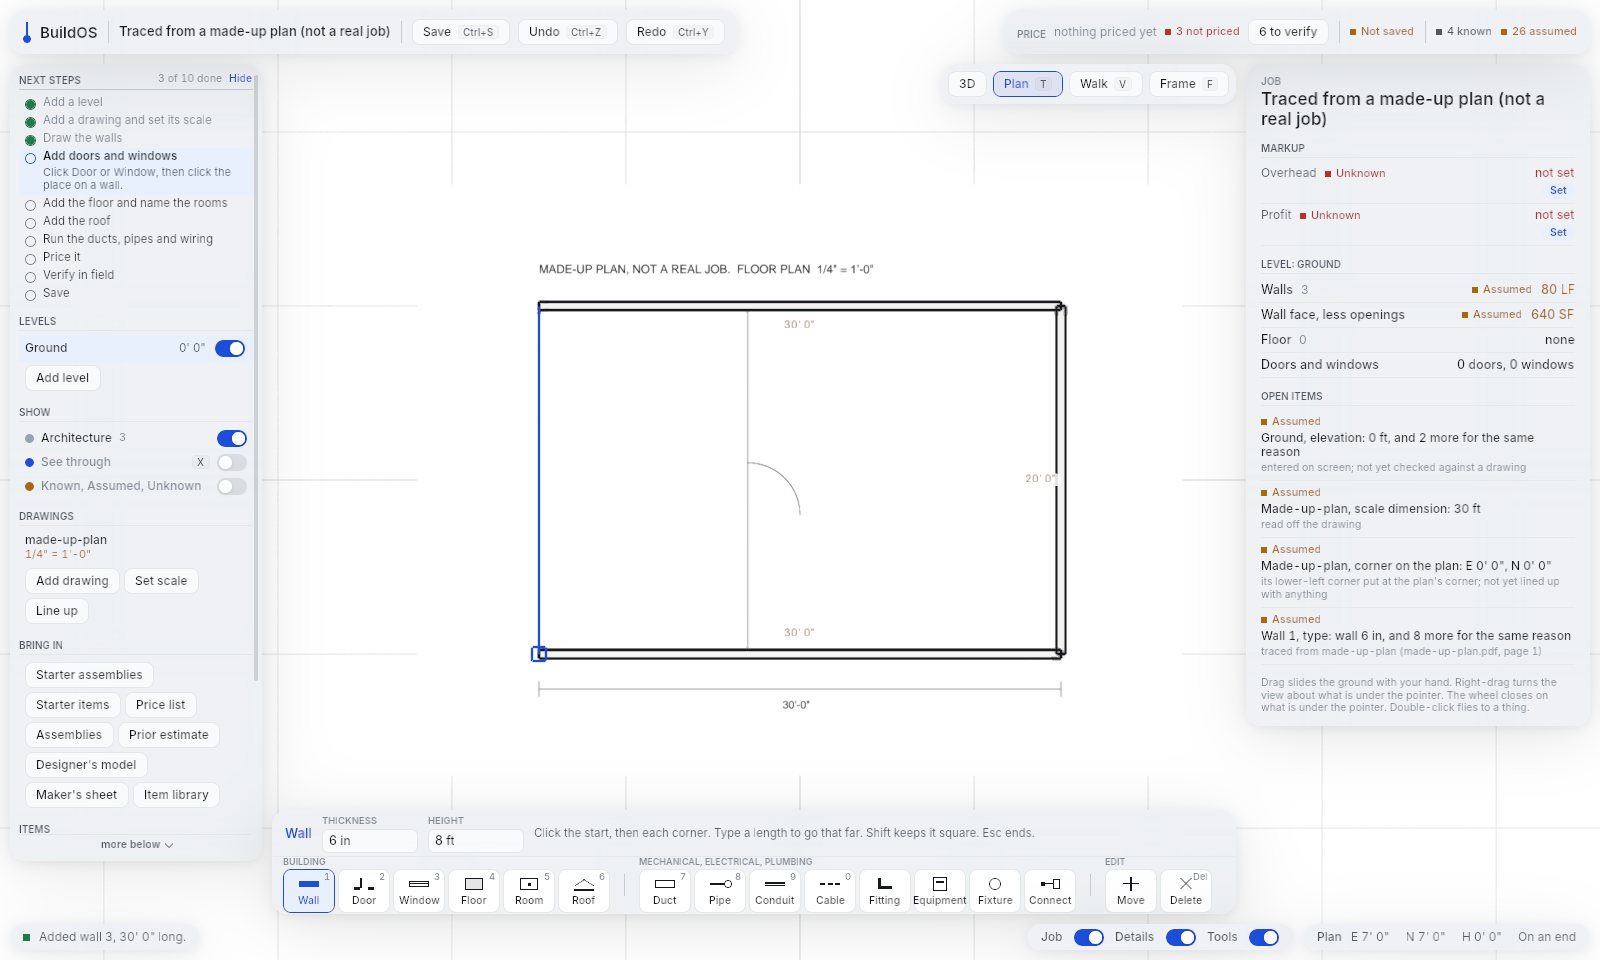 BuildOS
Traced from a made-up plan (not a real job)
Save Ctrl+S
Undo Ctrl+Z
Redo Ctrl+Y
PRICE nothing priced yet
3 not priced
6 to verify
Not saved
4 known
26 assumed
3D
Plan T
Walk V
Frame F
NEXT STEPS 3 of 10 done Hide
Add a level
Add a drawing and set its scale
Draw the walls
Add doors and windows
Click Door or Window, then click the
place on a wall.
Add the floor and name the rooms
Add the roof
Run the ducts, pipes and wiring
Price it
Verify in field
Save
LEVELS
Ground 0' 0"
Add level
SHOW
Architecture 3
See through X
Known, Assumed, Unknown
DRAWINGS
made-up-plan
1/4" = 1'-0"
Add drawing
Set scale
Line up
BRING IN
Starter assemblies
Starter items
Price list
Assemblies
Prior estimate
Designer's model
Maker's sheet
Item library
ITEMS
more below
MADE-UP PLAN, NOT A REAL JOB. FLOOR PLAN 1/4" = 1'-0"
30' 0"
20' 0"
30' 0"
30'-0"
JOB
Traced from a made-up plan (not a
real job)
MARKUP
Overhead Unknown not set
Set
Profit Unknown not set
Set
LEVEL: GROUND
Walls 3 Assumed 80 LF
Wall face, less openings Assumed 640 SF
Floor 0 none
Doors and windows 0 doors, 0 windows
OPEN ITEMS
Assumed
Ground, elevation: 0 ft, and 2 more for the same
reason
entered on screen; not yet checked against a drawing
Assumed
Made-up-plan, scale dimension: 30 ft
read off the drawing
Assumed
Made-up-plan, corner on the plan: E 0' 0", N 0' 0"
its lower-left corner put at the plan's corner; not yet lined up
with anything
Assumed
Wall 1, type: wall 6 in, and 8 more for the same reason
traced from made-up-plan (made-up-plan.pdf, page 1)
Drag slides the ground with your hand. Right-drag turns the
view about what is under the pointer. The wheel closes on
what is under the pointer. Double-click flies to a thing.
Wall
THICKNESS
6 in
HEIGHT
8 ft
Click the start, then each corner. Type a length to go that far. Shift keeps it square. Esc ends.
BUILDING
Wall 1
Door 2
Window 3
Floor 4
Room 5
Roof 6
MECHANICAL, ELECTRICAL, PLUMBING
Duct 7
Pipe 8
Conduit 9
Cable 0
Fitting
Equipment
Fixture
Connect
EDIT
Move
Delete Del
Added wall 3, 30' 0" long.
Job
Details
Tools
Plan E 7' 0" N 7' 0" H 0' 0" On an end